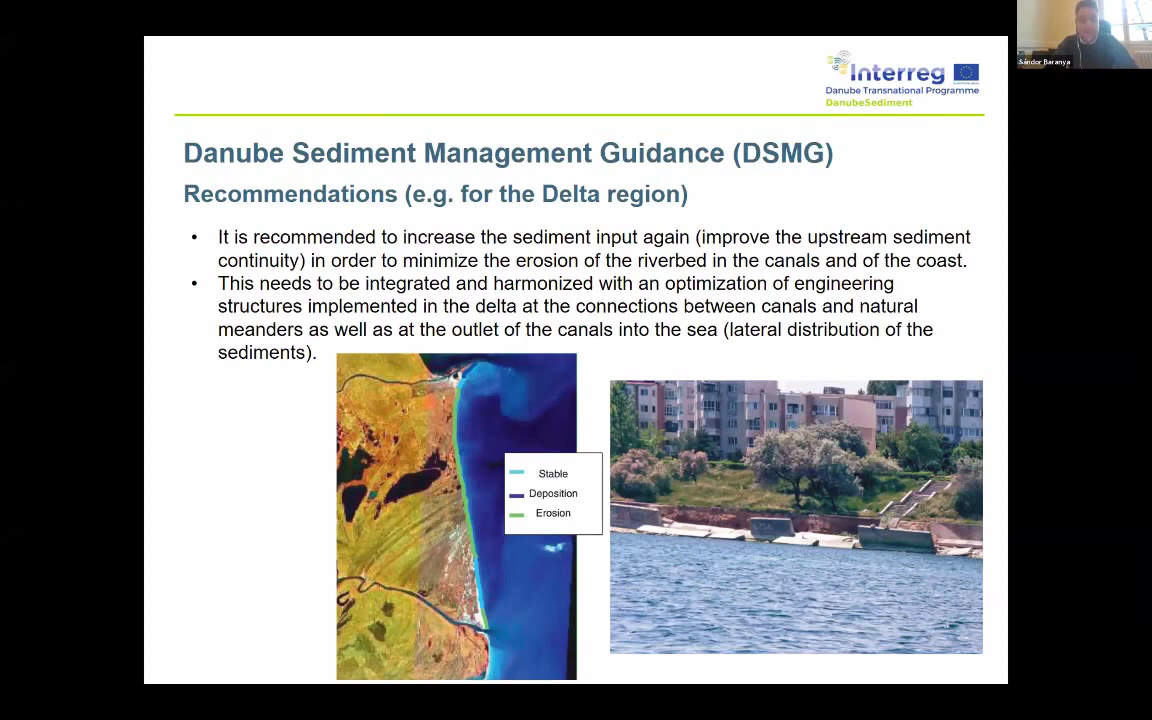 Sándor Baranya
Interreg
Danube Transnational Programme
DanubeSediment
Danube Sediment Management Guidance (DSMG)
Recommendations (e.g. for the Delta region)
• It is recommended to increase the sediment input again (improve the upstream sediment
continuity) in order to minimize the erosion of the riverbed in the canals and of the coast.
• This needs to be integrated and harmonized with an optimization of engineering
structures implemented in the delta at the connections between canals and natural
meanders as well as at the outlet of the canals into the sea (lateral distribution of the
sediments).
Stable
Deposition
Erosion